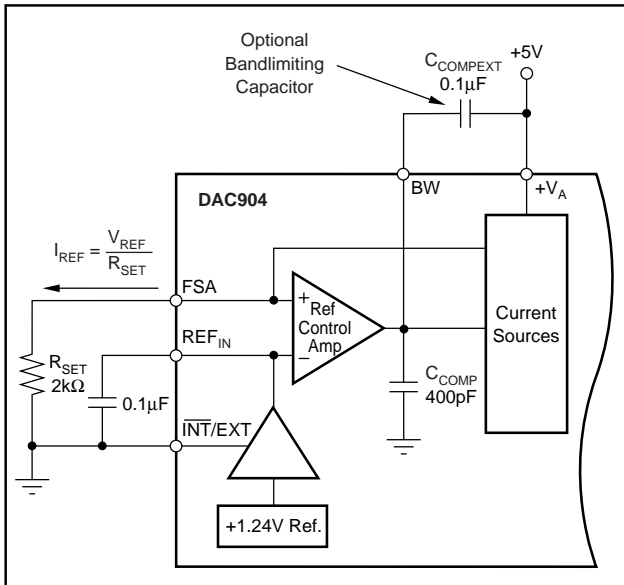 Optional
Bandlimiting
Capacitor
C_COMPEXT
0.1μF
+5V
BW
+V_A
DAC904
I_REF = V_REF / R_SET
FSA
REF_IN
+
−
Ref
Control
Amp
Current
Sources
R_SET
2kΩ
0.1μF
C_COMP
400pF
I̅N̅T̅/EXT
+1.24V Ref.